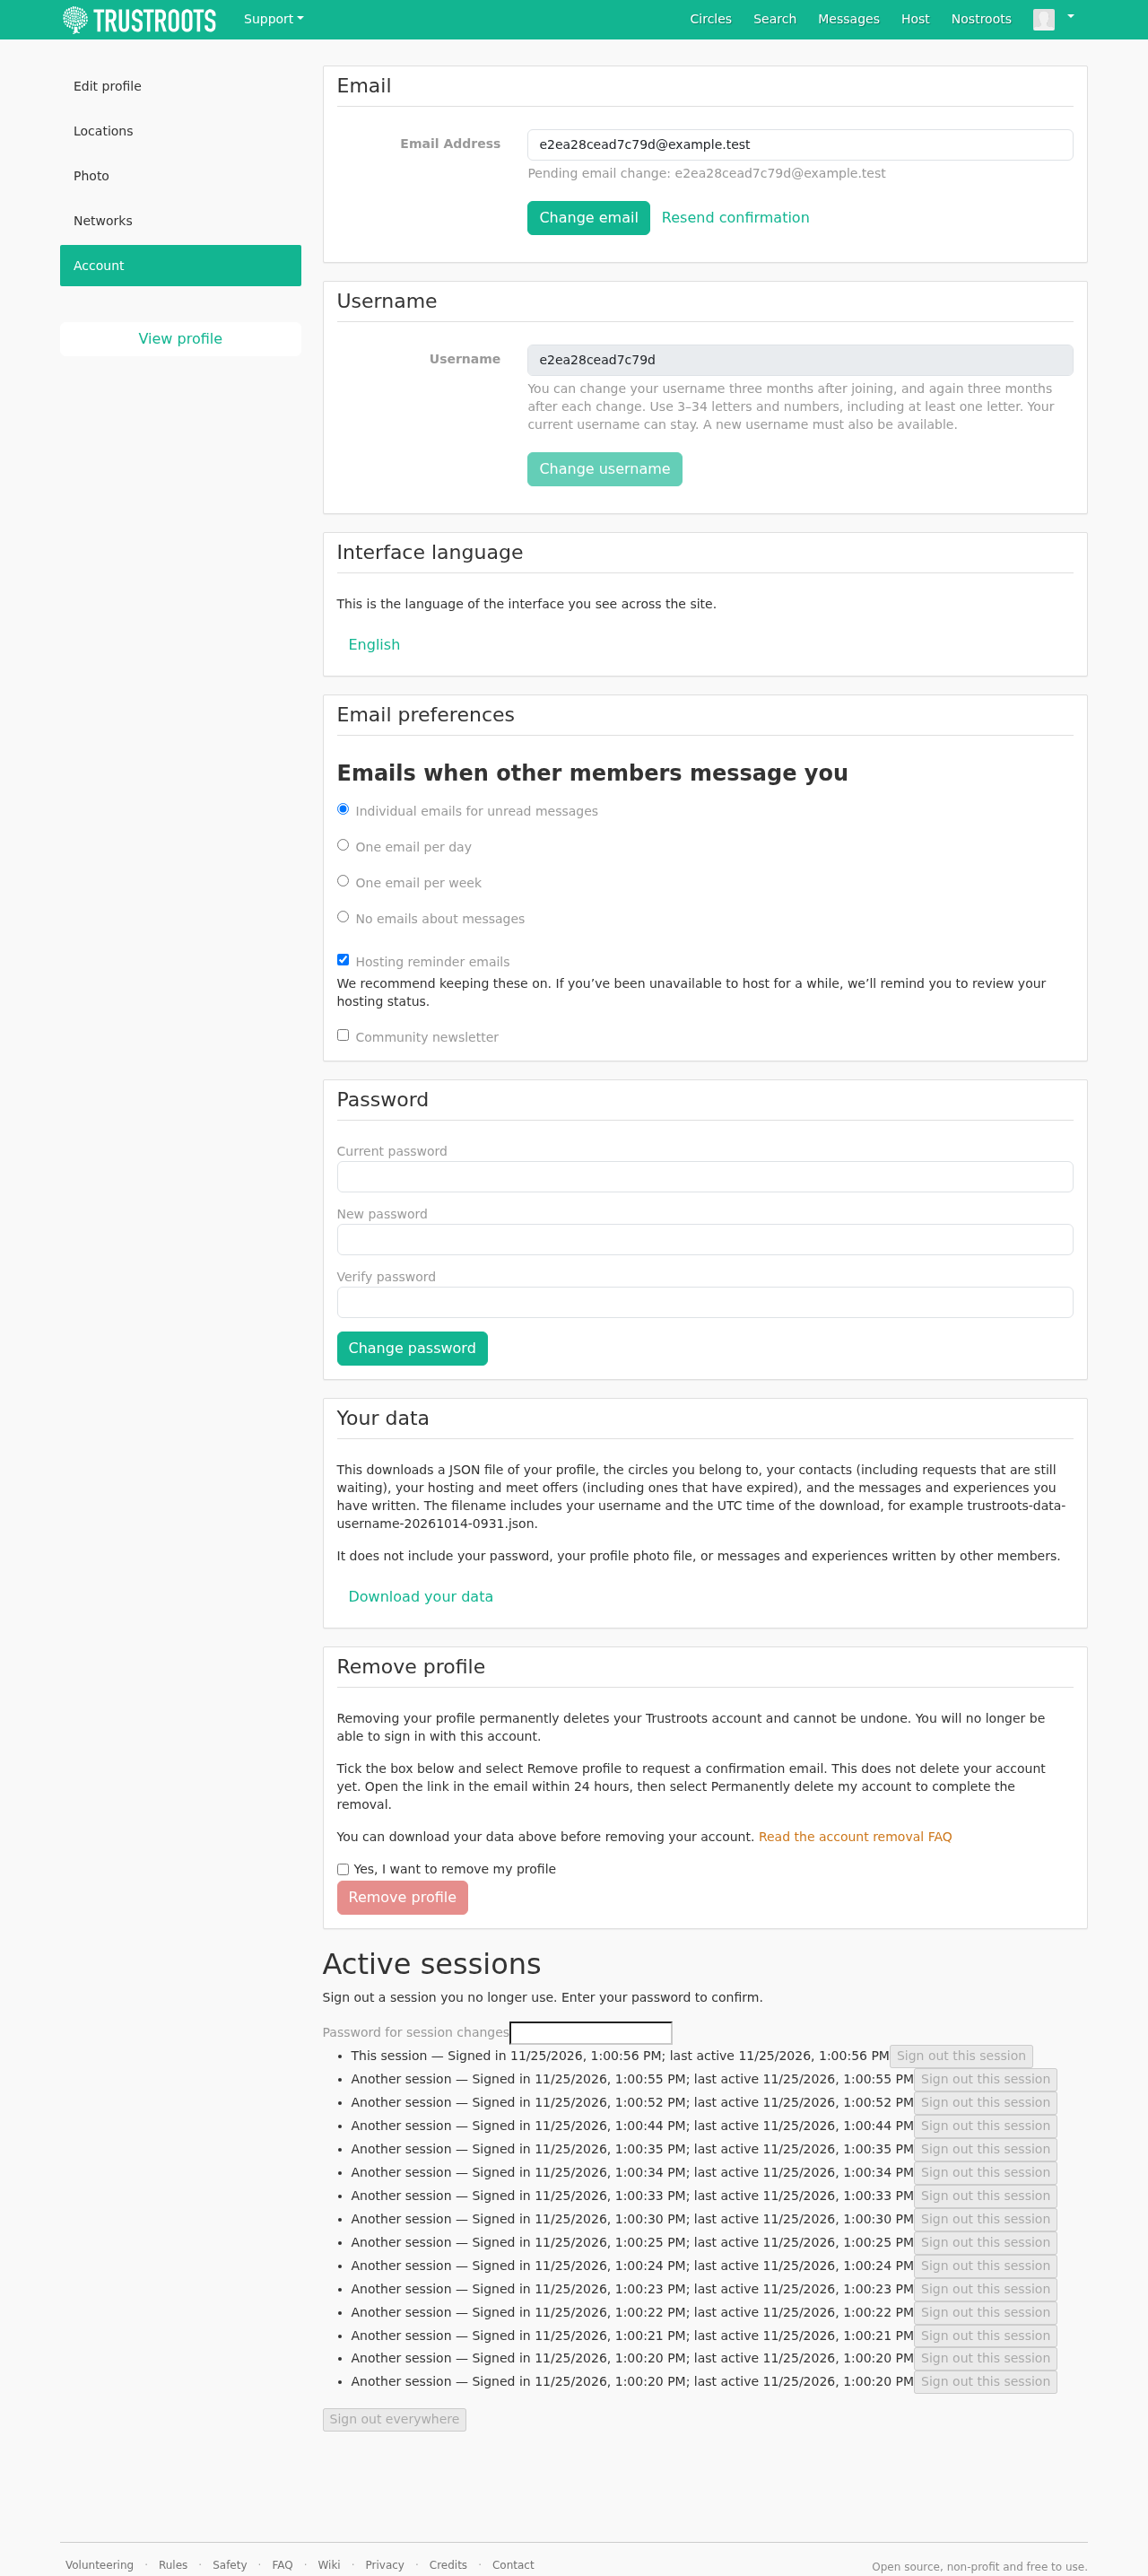 TRUSTROOTS Support Circles Search Messages Host Nostroots
Edit profile
Locations
Photo
Networks
Account
View profile
Email
Email Address e2ea28cead7c79d@example.test
Pending email change: e2ea28cead7c79d@example.test
Change email Resend confirmation
Username
Username e2ea28cead7c79d
You can change your username three months after joining, and again three months
after each change. Use 3–34 letters and numbers, including at least one letter. Your
current username can stay. A new username must also be available.
Change username
Interface language
This is the language of the interface you see across the site.
English
Email preferences
Emails when other members message you
Individual emails for unread messages
One email per day
One email per week
No emails about messages
Hosting reminder emails
We recommend keeping these on. If you’ve been unavailable to host for a while, we’ll remind you to review your
hosting status.
Community newsletter
Password
Current password
New password
Verify password
Change password
Your data
This downloads a JSON file of your profile, the circles you belong to, your contacts (including requests that are still
waiting), your hosting and meet offers (including ones that have expired), and the messages and experiences you
have written. The filename includes your username and the UTC time of the download, for example trustroots-data-
username-20261014-0931.json.
It does not include your password, your profile photo file, or messages and experiences written by other members.
Download your data
Remove profile
Removing your profile permanently deletes your Trustroots account and cannot be undone. You will no longer be
able to sign in with this account.
Tick the box below and select Remove profile to request a confirmation email. This does not delete your account
yet. Open the link in the email within 24 hours, then select Permanently delete my account to complete the
removal.
You can download your data above before removing your account. Read the account removal FAQ
Yes, I want to remove my profile
Remove profile
Active sessions
Sign out a session you no longer use. Enter your password to confirm.
Password for session changes
• This session — Signed in 11/25/2026, 1:00:56 PM; last active 11/25/2026, 1:00:56 PM Sign out this session
• Another session — Signed in 11/25/2026, 1:00:55 PM; last active 11/25/2026, 1:00:55 PM Sign out this session
• Another session — Signed in 11/25/2026, 1:00:52 PM; last active 11/25/2026, 1:00:52 PM Sign out this session
• Another session — Signed in 11/25/2026, 1:00:44 PM; last active 11/25/2026, 1:00:44 PM Sign out this session
• Another session — Signed in 11/25/2026, 1:00:35 PM; last active 11/25/2026, 1:00:35 PM Sign out this session
• Another session — Signed in 11/25/2026, 1:00:34 PM; last active 11/25/2026, 1:00:34 PM Sign out this session
• Another session — Signed in 11/25/2026, 1:00:33 PM; last active 11/25/2026, 1:00:33 PM Sign out this session
• Another session — Signed in 11/25/2026, 1:00:30 PM; last active 11/25/2026, 1:00:30 PM Sign out this session
• Another session — Signed in 11/25/2026, 1:00:25 PM; last active 11/25/2026, 1:00:25 PM Sign out this session
• Another session — Signed in 11/25/2026, 1:00:24 PM; last active 11/25/2026, 1:00:24 PM Sign out this session
• Another session — Signed in 11/25/2026, 1:00:23 PM; last active 11/25/2026, 1:00:23 PM Sign out this session
• Another session — Signed in 11/25/2026, 1:00:22 PM; last active 11/25/2026, 1:00:22 PM Sign out this session
• Another session — Signed in 11/25/2026, 1:00:21 PM; last active 11/25/2026, 1:00:21 PM Sign out this session
• Another session — Signed in 11/25/2026, 1:00:20 PM; last active 11/25/2026, 1:00:20 PM Sign out this session
• Another session — Signed in 11/25/2026, 1:00:20 PM; last active 11/25/2026, 1:00:20 PM Sign out this session
Sign out everywhere
Volunteering · Rules · Safety · FAQ · Wiki · Privacy · Credits · Contact
Open source, non-profit and free to use.